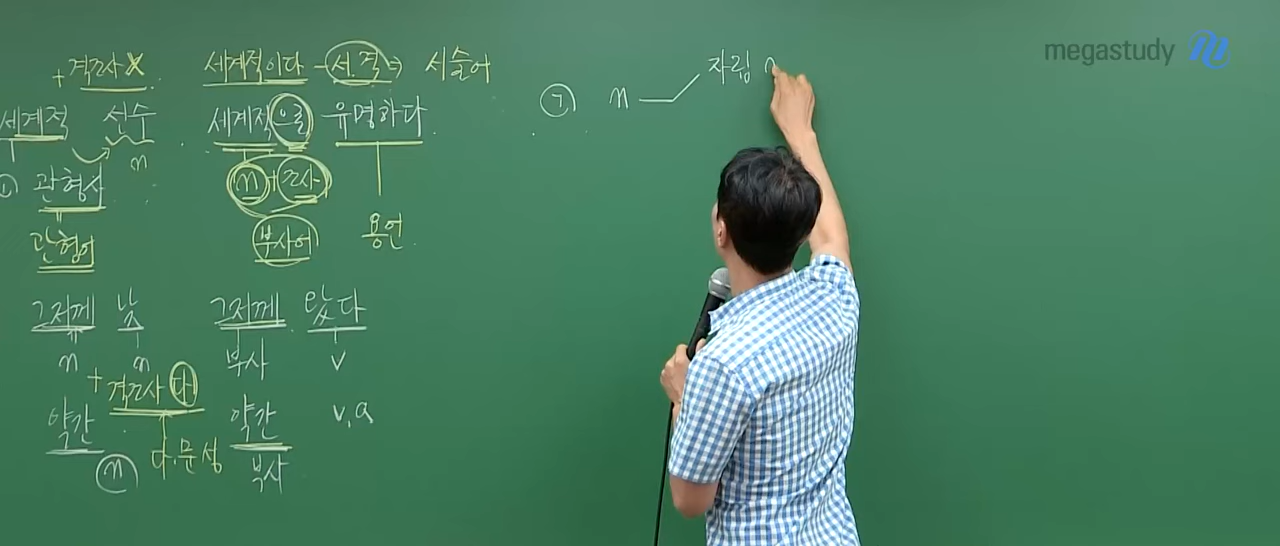 megastudy
+ 격조사 X
세계적이다 - 서.격 → 서술어
세계적 선수
n
① 관형사
관형어
세계적으로 유명하다
n + 조사
부사어 용언
그저께 낮
n n
+ 격조사 다
약간
n 다.문성
그저께 왔다
부사 v
약간 v, a
부사
㉠ n 자립 n